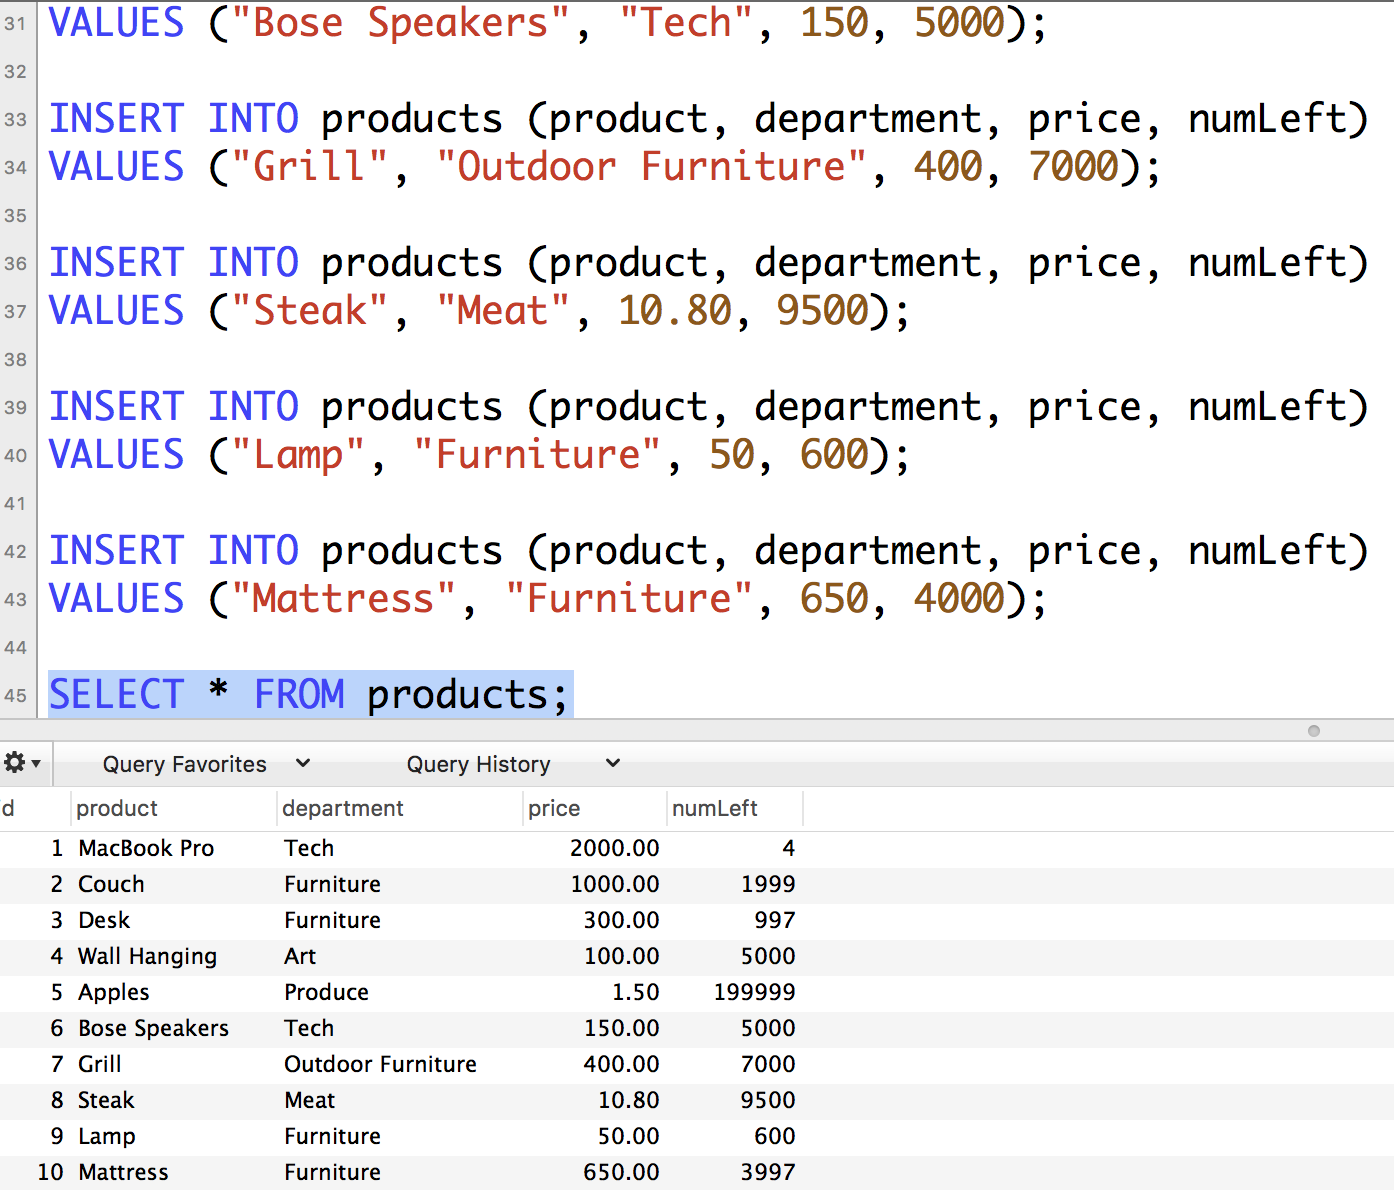 31 VALUES ("Bose Speakers", "Tech", 150, 5000);
32
33 INSERT INTO products (product, department, price, numLeft)
34 VALUES ("Grill", "Outdoor Furniture", 400, 7000);
35
36 INSERT INTO products (product, department, price, numLeft)
37 VALUES ("Steak", "Meat", 10.80, 9500);
38
39 INSERT INTO products (product, department, price, numLeft)
40 VALUES ("Lamp", "Furniture", 50, 600);
41
42 INSERT INTO products (product, department, price, numLeft)
43 VALUES ("Mattress", "Furniture", 650, 4000);
44
45 SELECT * FROM products;
Query Favorites Query History
d product department price numLeft
1 MacBook Pro Tech 2000.00 4
2 Couch Furniture 1000.00 1999
3 Desk Furniture 300.00 997
4 Wall Hanging Art 100.00 5000
5 Apples Produce 1.50 199999
6 Bose Speakers Tech 150.00 5000
7 Grill Outdoor Furniture 400.00 7000
8 Steak Meat 10.80 9500
9 Lamp Furniture 50.00 600
10 Mattress Furniture 650.00 3997